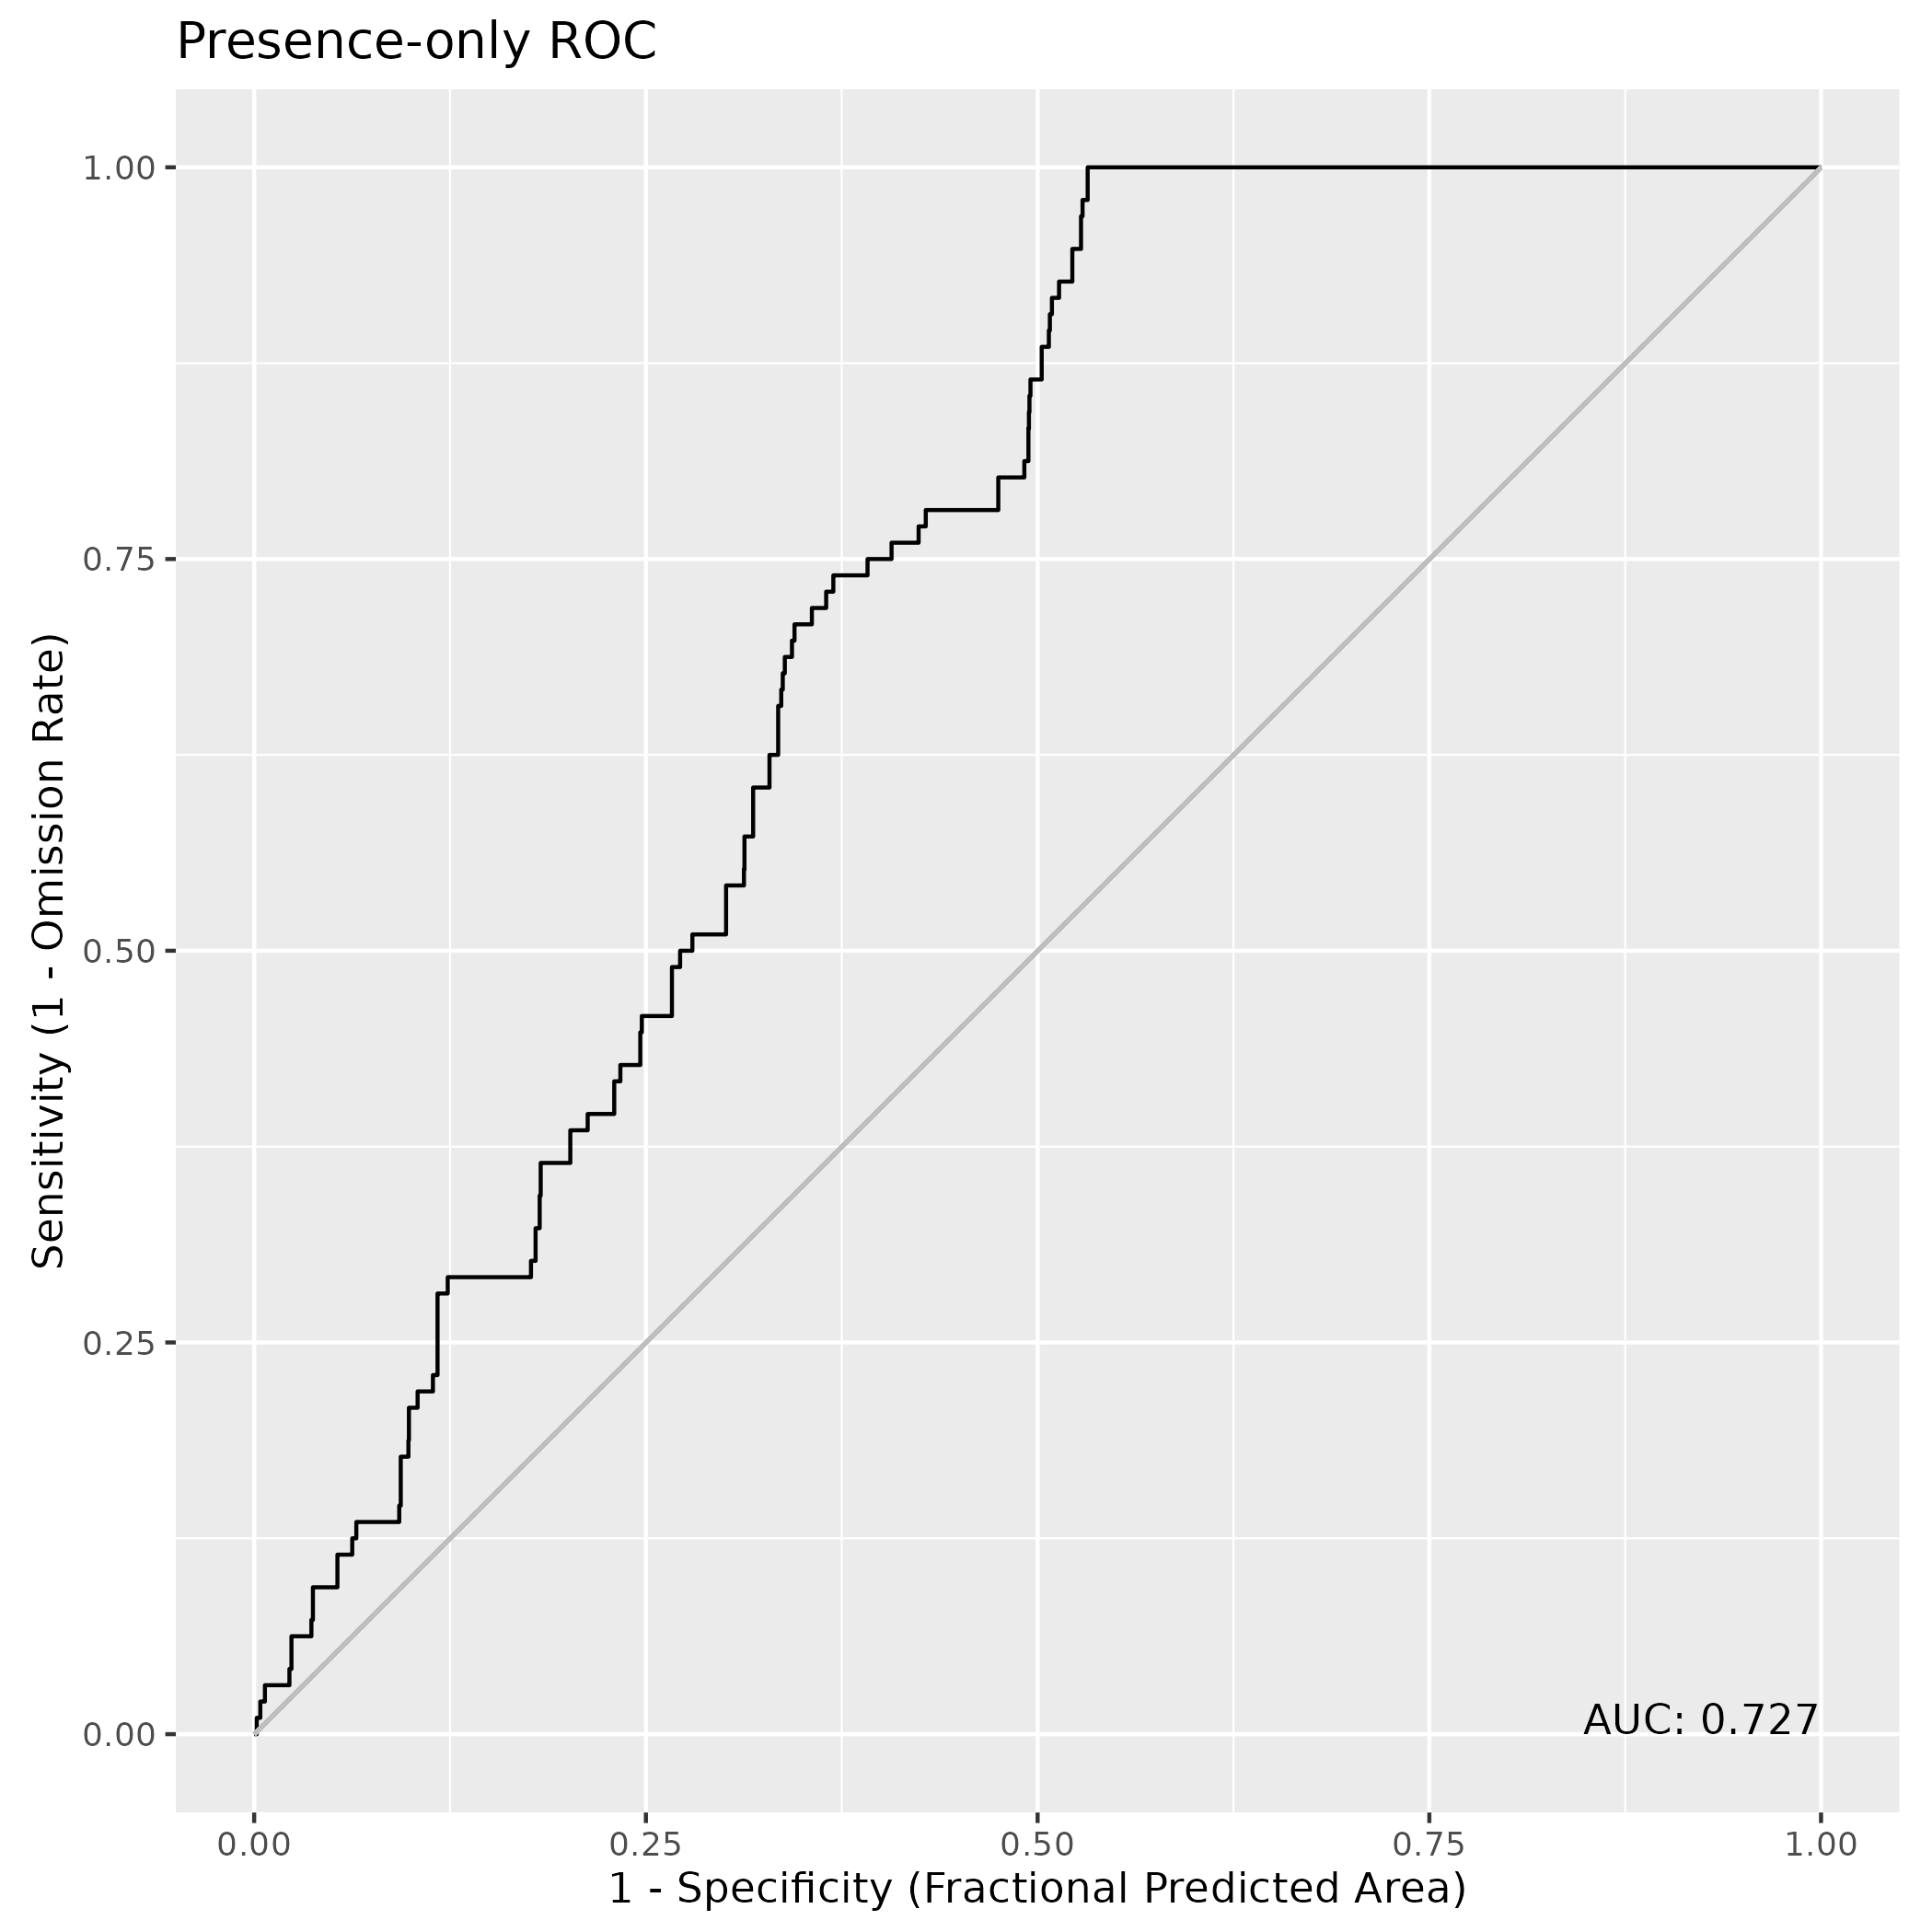 Presence-only ROC
Sensitivity (1 - Omission Rate)
1.00
0.75
0.50
0.25
0.00
AUC: 0.727
0.00 0.25 0.50 0.75 1.00
1 - Specificity (Fractional Predicted Area)